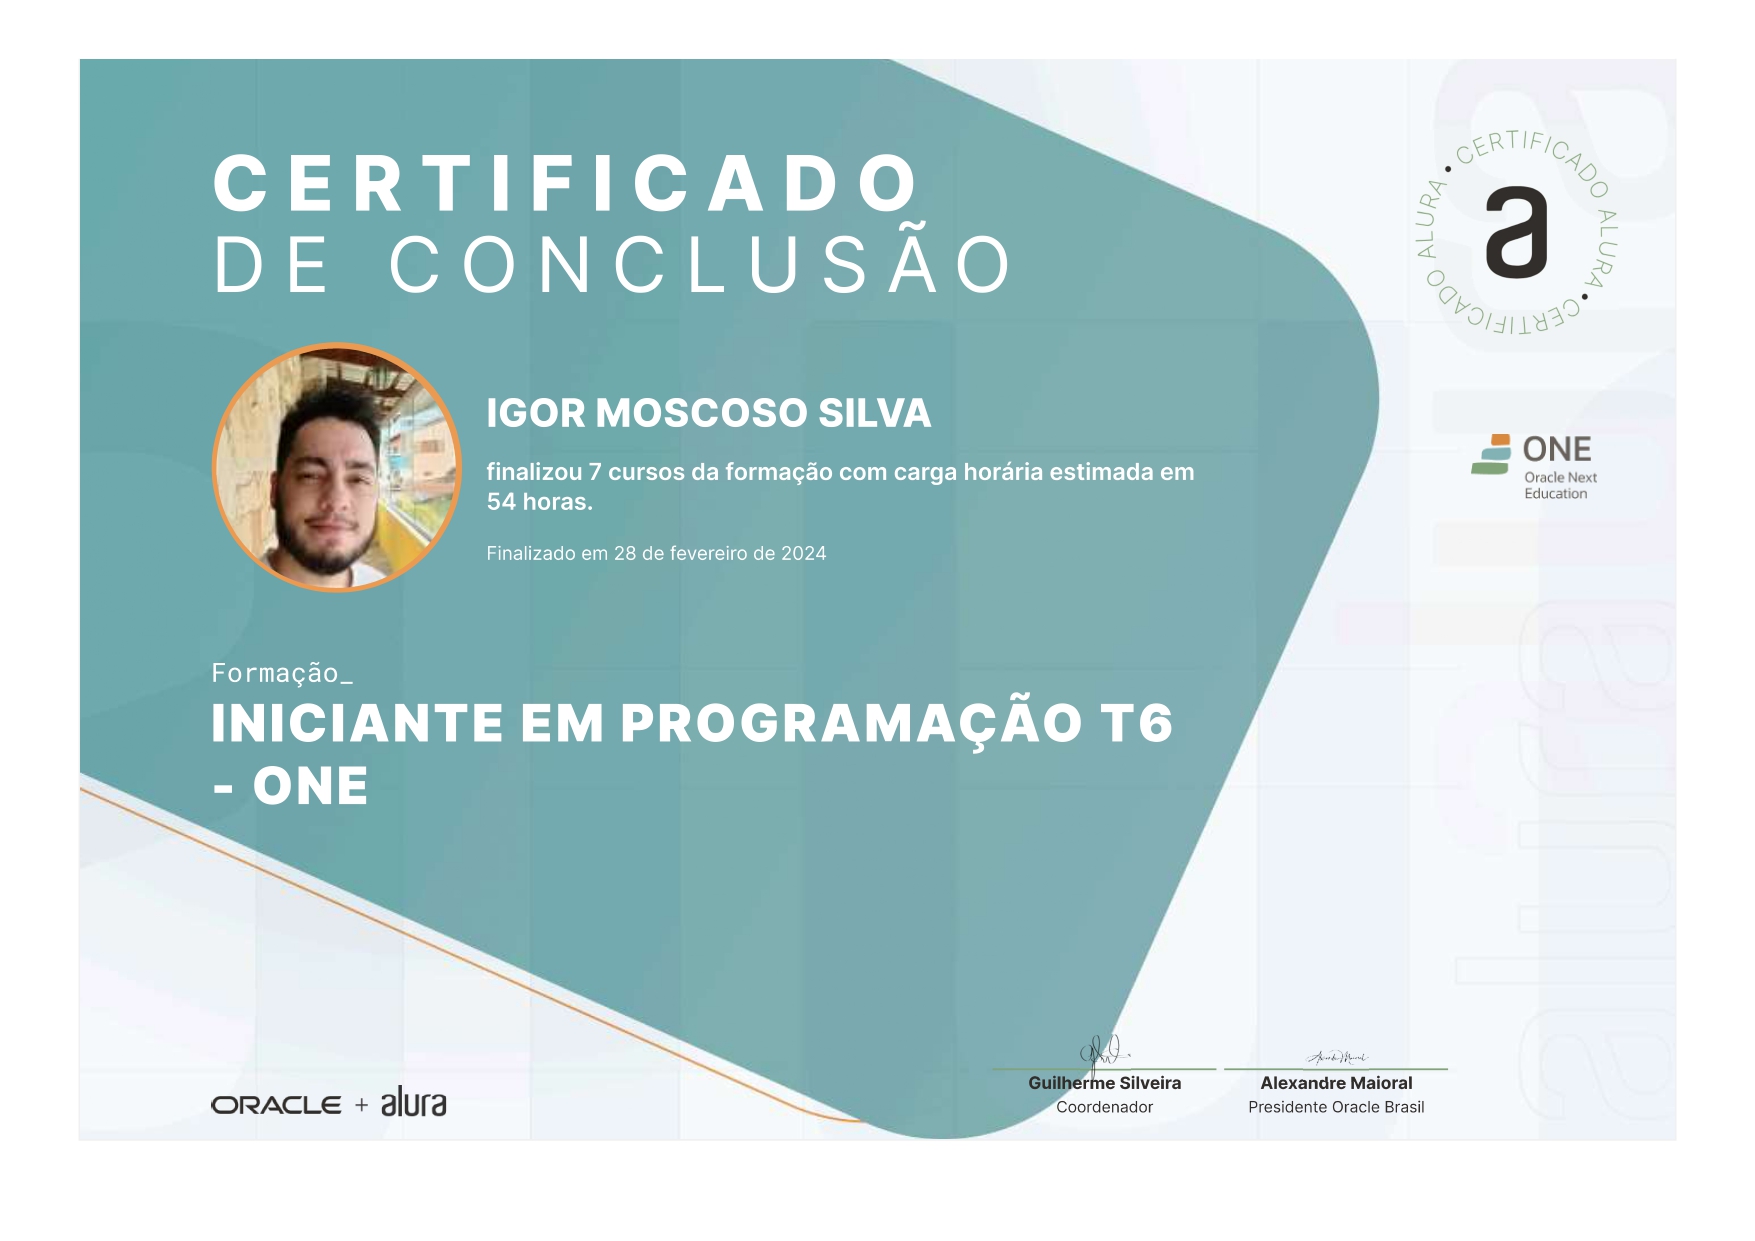 CERTIFICADO
DE CONCLUSÃO
• CERTIFICADO ALURA • CERTIFICADO ALURA
a
IGOR MOSCOSO SILVA
finalizou 7 cursos da formação com carga horária estimada em
54 horas.
Finalizado em 28 de fevereiro de 2024
ONE
Oracle Next
Education
Formação_
INICIANTE EM PROGRAMAÇÃO T6
- ONE
ORACLE + alura
Guilherme Silveira
Coordenador
Alexandre Maioral
Presidente Oracle Brasil
alura